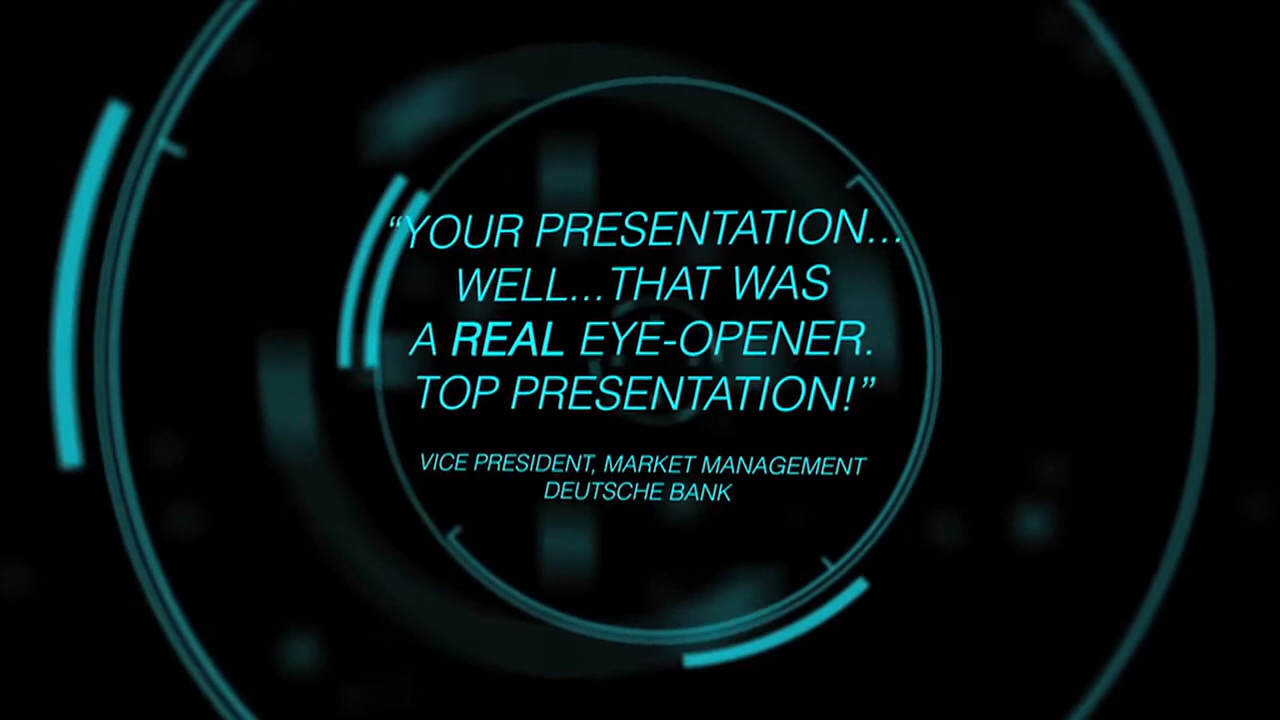 “YOUR PRESENTATION...
WELL...THAT WAS
A REAL EYE-OPENER.
TOP PRESENTATION!”
VICE PRESIDENT, MARKET MANAGEMENT
DEUTSCHE BANK